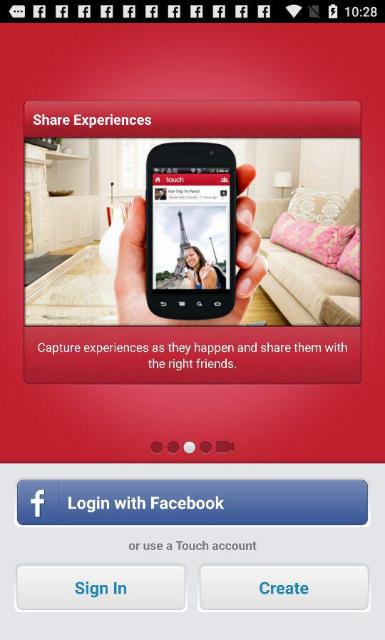 10:28
Share Experiences
touch
Our Trip To Paris!
Capture experiences as they happen and share them with
the right friends.
f Login with Facebook
or use a Touch account
Sign In Create